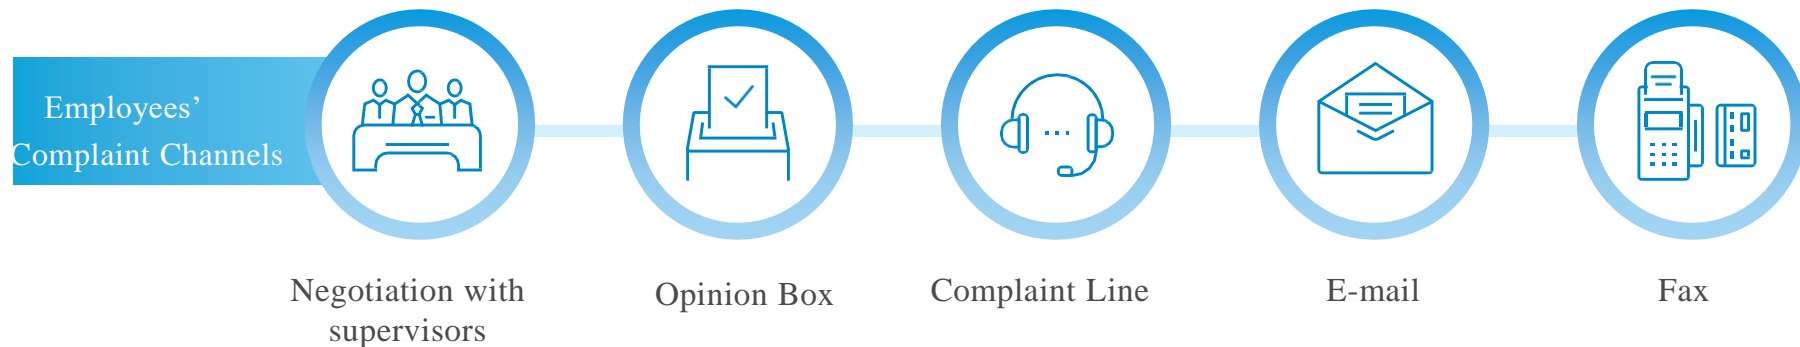 Employees’
Complaint Channels
Negotiation with
supervisors
Opinion Box
Complaint Line
E-mail
Fax